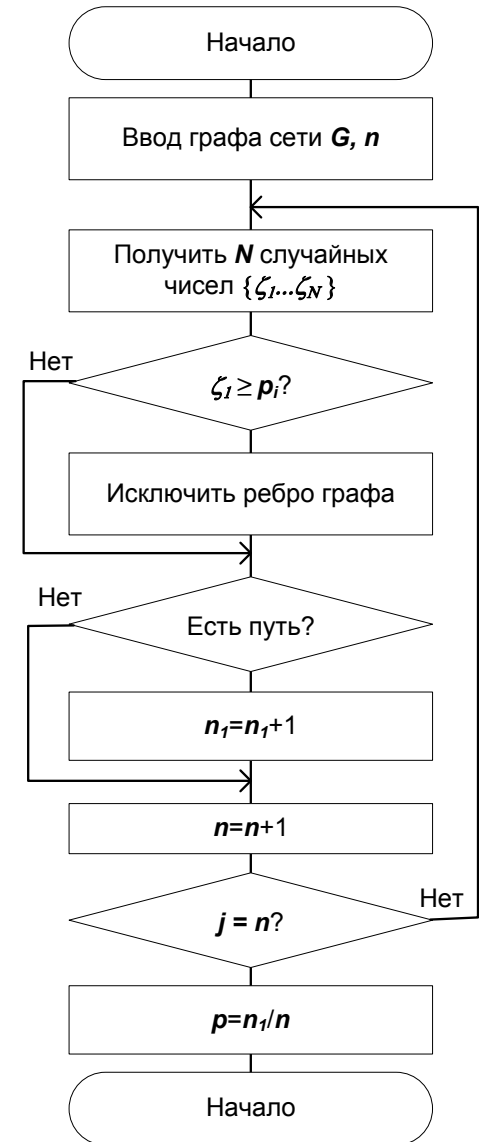 Начало
Ввод графа сети G, n
Получить N случайных
чисел {ζ1...ζN}
Нет
ζ1 ≥ pi?
Исключить ребро графа
Нет
Есть путь?
n1=n1+1
n=n+1
Нет
j = n?
p=n1/n
Начало